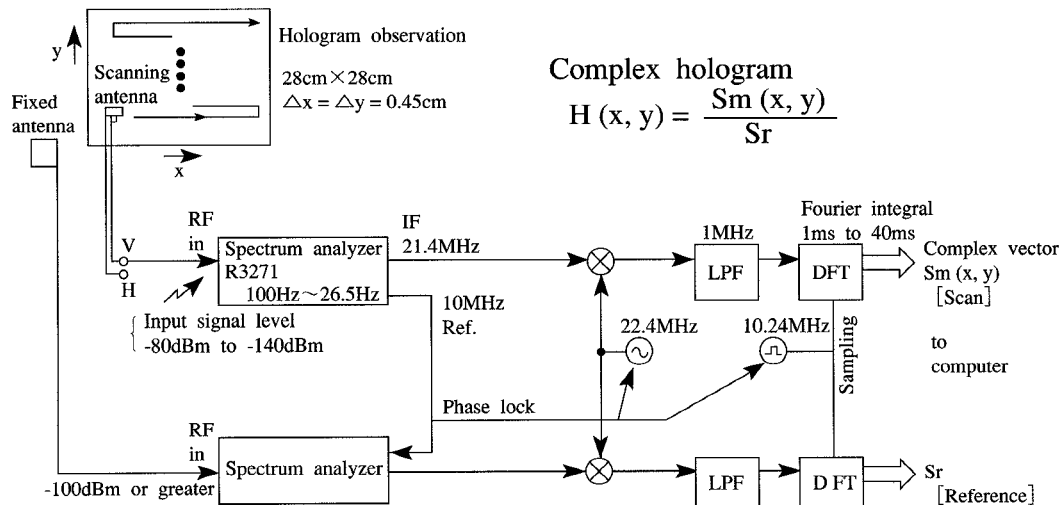 y
Scanning
antenna
Fixed
antenna
x
Hologram observation
28cm×28cm
△x = △y = 0.45cm
Complex hologram
H (x, y) = Sm (x, y)
Sr
V
H
RF
in
Spectrum analyzer
R3271
100Hz～26.5Hz
IF
21.4MHz
10MHz
Ref.
Input signal level
-80dBm to -140dBm
1MHz
LPF
Fourier integral
1ms to 40ms
DFT
Complex vector
Sm (x, y)
[Scan]
to
computer
22.4MHz
10.24MHz
Sampling
Phase lock
RF
in
-100dBm or greater
Spectrum analyzer
LPF
DFT
Sr
[Reference]